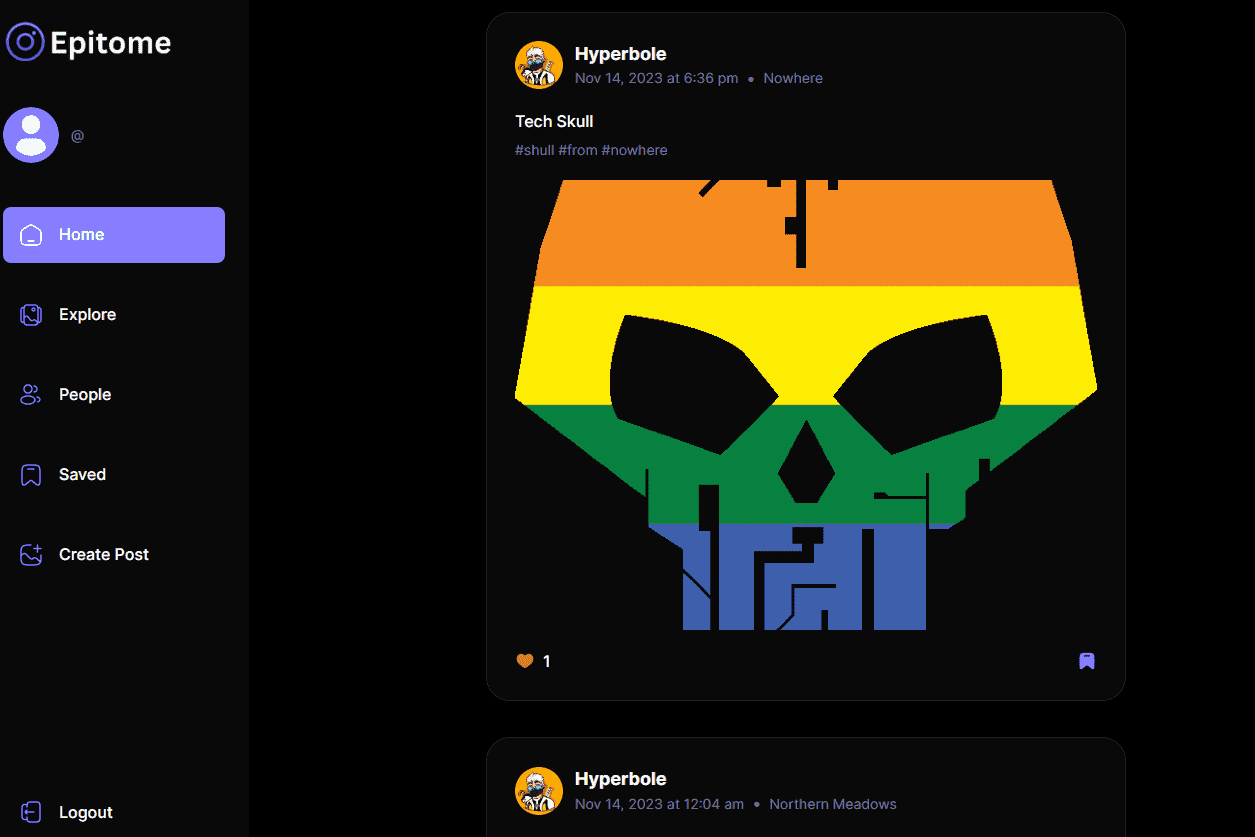 Epitome
@
Home
Explore
People
Saved
Create Post
Logout
Hyperbole
Nov 14, 2023 at 6:36 pm • Nowhere
Tech Skull
#shull #from #nowhere
1
Hyperbole
Nov 14, 2023 at 12:04 am • Northern Meadows